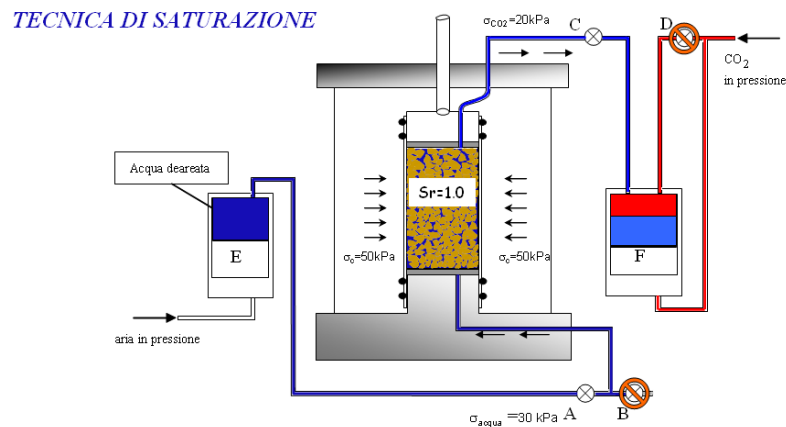 TECNICA DI SATURAZIONE
σCO2=20kPa
C
D
CO2
in pressione
Acqua deareata
Sr=1.0
E
F
σc=50kPa
σc=50kPa
aria in pressione
σacqua =30 kPa
A
B